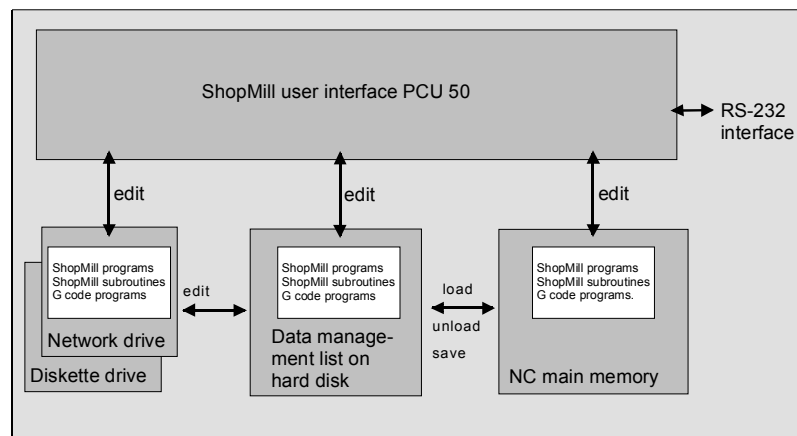 ShopMill user interface PCU 50
RS-232
interface
edit
edit
edit
ShopMill programs
ShopMill subroutines
G code programs
Network drive
Diskette drive
edit
ShopMill programs
ShopMill subroutines
G code programs
Data manage-
ment list on
hard disk
load
unload
save
ShopMill programs
ShopMill subroutines
G code programs.
NC main memory